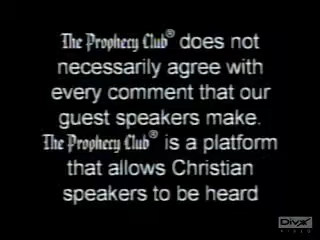 The Prophecy Club® does not
necessarily agree with
every comment that our
guest speakers make.
The Prophecy Club® is a platform
that allows Christian
speakers to be heard
DivX
VIDEO